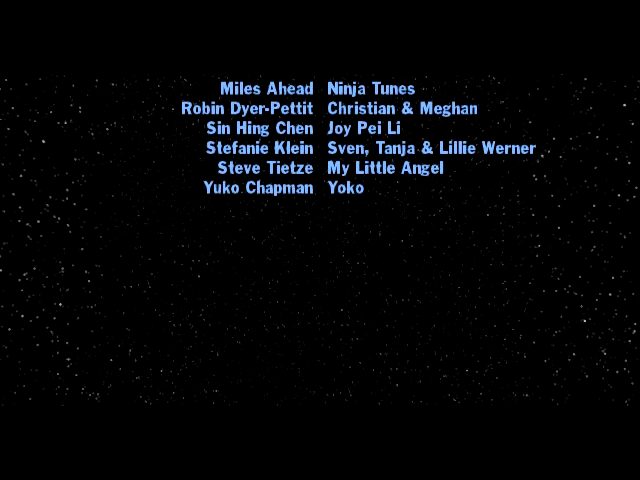 Miles Ahead Ninja Tunes
Robin Dyer-Pettit Christian & Meghan
Sin Hing Chen Joy Pei Li
Stefanie Klein Sven, Tanja & Lillie Werner
Steve Tietze My Little Angel
Yuko Chapman Yoko